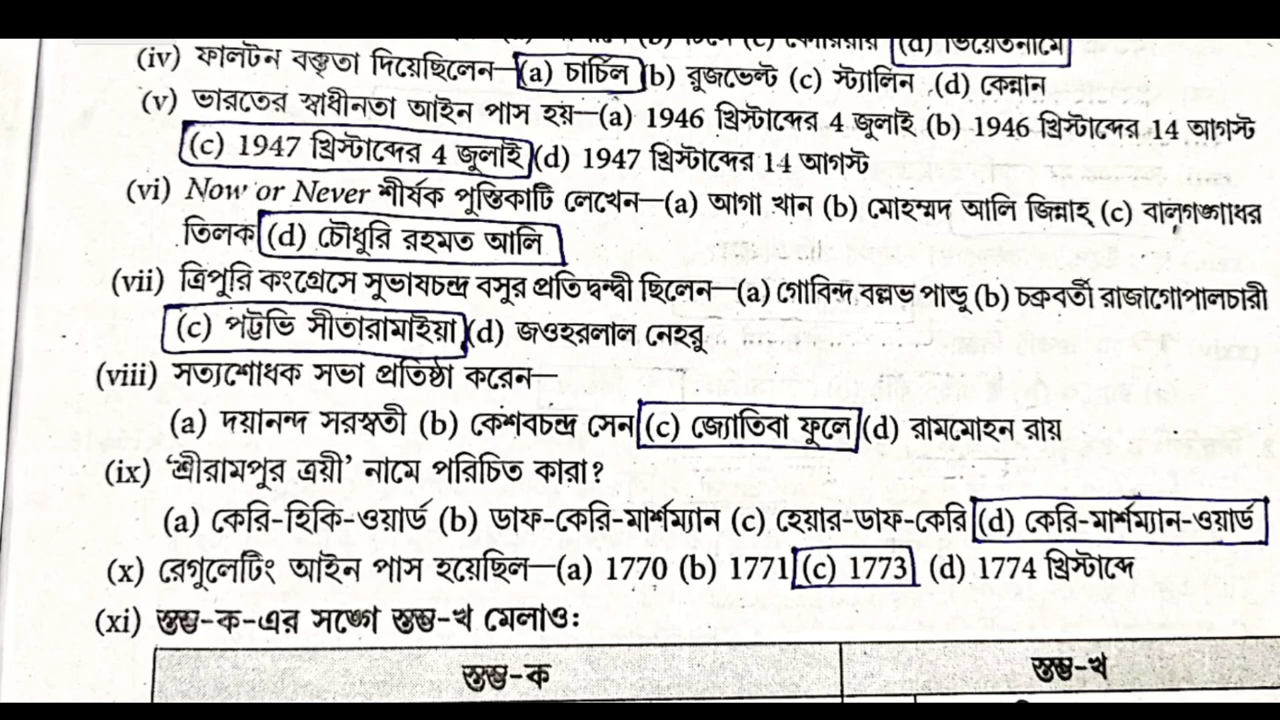 (d) ভিয়েতনামে
(iv) ফালটন বক্তৃতা দিয়েছিলেন—(a) চার্চিল (b) রুজভেল্ট (c) স্ট্যালিন (d) কেন্নান
(v) ভারতের স্বাধীনতা আইন পাস হয়—(a) 1946 খ্রিস্টাব্দের 4 জুলাই (b) 1946 খ্রিস্টাব্দের 14 আগস্ট
(c) 1947 খ্রিস্টাব্দের 4 জুলাই (d) 1947 খ্রিস্টাব্দের 14 আগস্ট
(vi) Now or Never শীর্ষক পুস্তিকাটি লেখেন—(a) আগা খান (b) মোহম্মদ আলি জিন্নাহ্ (c) বালগঙ্গাধর
তিলক (d) চৌধুরি রহমত আলি
(vii) ত্রিপুরি কংগ্রেসে সুভাষচন্দ্র বসুর প্রতিদ্বন্দ্বী ছিলেন—(a) গোবিন্দ বল্লভ পান্ডু (b) চক্রবর্তী রাজাগোপালচারী
(c) পট্টভি সীতারামাইয়া (d) জওহরলাল নেহরু
(viii) সত্যশোধক সভা প্রতিষ্ঠা করেন—
(a) দয়ানন্দ সরস্বতী (b) কেশবচন্দ্র সেন (c) জ্যোতিবা ফুলে (d) রামমোহন রায়
(ix) ‘শ্রীরামপুর ত্রয়ী’ নামে পরিচিত কারা?
(a) কেরি-হিকি-ওয়ার্ড (b) ডাফ-কেরি-মার্শম্যান (c) হেয়ার-ডাফ-কেরি (d) কেরি-মার্শম্যান-ওয়ার্ড
(x) রেগুলেটিং আইন পাস হয়েছিল—(a) 1770 (b) 1771 (c) 1773 (d) 1774 খ্রিস্টাব্দে
(xi) স্তম্ভ-ক-এর সঙ্গে স্তম্ভ-খ মেলাও:
স্তম্ভ-ক স্তম্ভ-খ